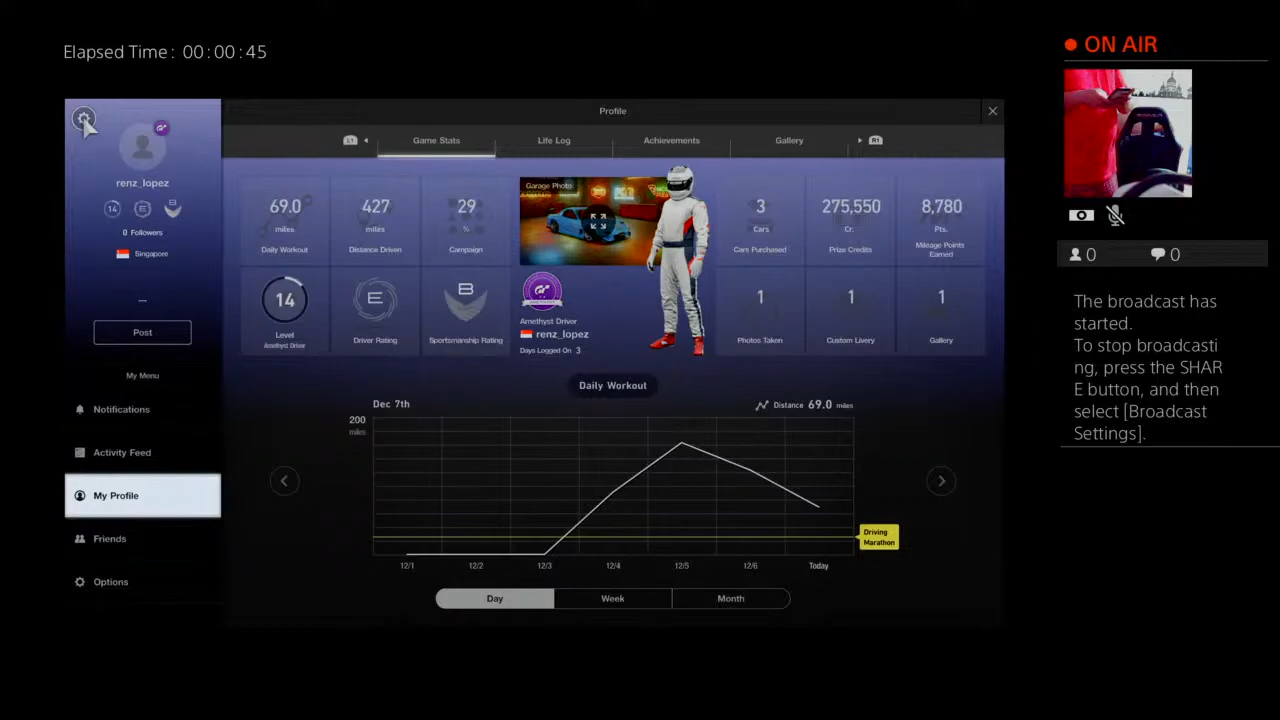 Elapsed Time: 00:00:45
ON AIR
Profile
L1
Game Stats
Life Log
Achievements
Gallery
R1
renz_lopez
14
E
B
0 Followers
Singapore
---
Post
My Menu
Notifications
Activity Feed
My Profile
Friends
Options
69.0
miles
Daily Workout
427
miles
Distance Driven
29
%
Campaign
Garage Photo
3
Cars
Cars Purchased
275,550
Cr.
Prize Credits
8,780
Pts.
Mileage Points
Earned
14
Level
Amethyst Driver
E
Driver Rating
B
Sportsmanship Rating
Amethyst Driver
renz_lopez
Days Logged On 3
1
Photos Taken
1
Custom Livery
1
Gallery
Daily Workout
Dec 7th
Distance 69.0 miles
200
miles
Driving
Marathon
12/1
12/2
12/3
12/4
12/5
12/6
Today
Day
Week
Month
0
0
The broadcast has
started.
To stop broadcasti
ng, press the SHAR
E button, and then
select [Broadcast
Settings].